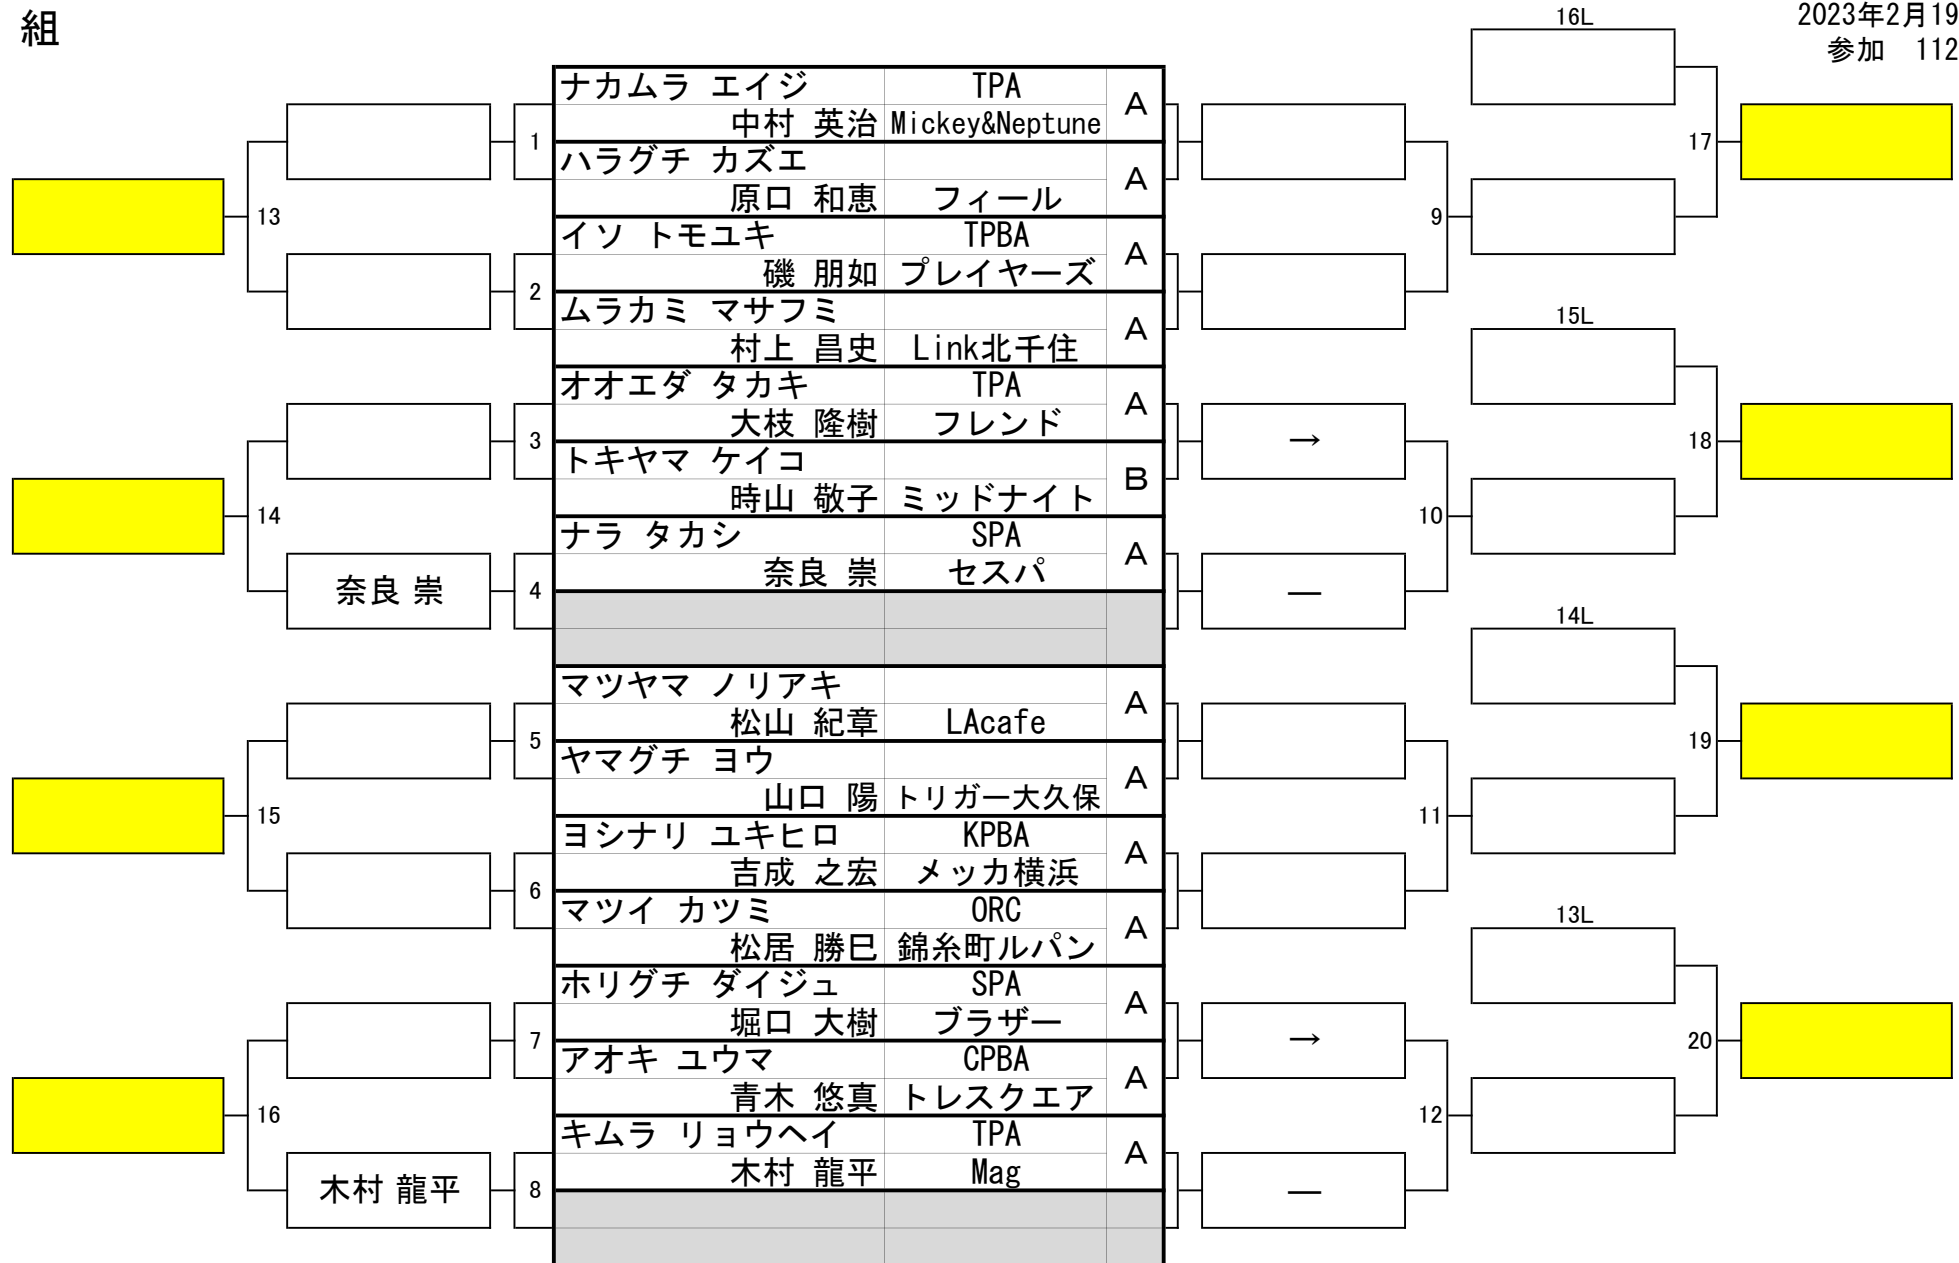 組
2023年2月19
参加 112
16L
ナカムラ エイジ TPA A
中村 英治 Mickey&Neptune
1
17
ハラグチ カズエ A
原口 和恵 フィール
13
9
イソ トモユキ TPBA A
磯 朋如 プレイヤーズ
2
ムラカミ マサフミ A
村上 昌史 Link北千住
15L
オオエダ タカキ TPA A
大枝 隆樹 フレンド
3
→
18
トキヤマ ケイコ B
時山 敬子 ミッドナイト
14
10
ナラ タカシ SPA A
奈良 崇 セスパ
奈良 崇
4
—
14L
マツヤマ ノリアキ A
松山 紀章 LAcafe
5
19
ヤマグチ ヨウ A
山口 陽 トリガー大久保
15
11
ヨシナリ ユキヒロ KPBA A
吉成 之宏 メッカ横浜
6
マツイ カツミ ORC A
松居 勝巳 錦糸町ルパン
13L
ホリグチ ダイジュ SPA A
堀口 大樹 ブラザー
7
→
20
アオキ ユウマ CPBA A
青木 悠真 トレスクエア
16
12
キムラ リョウヘイ TPA A
木村 龍平 Mag
木村 龍平
8
—